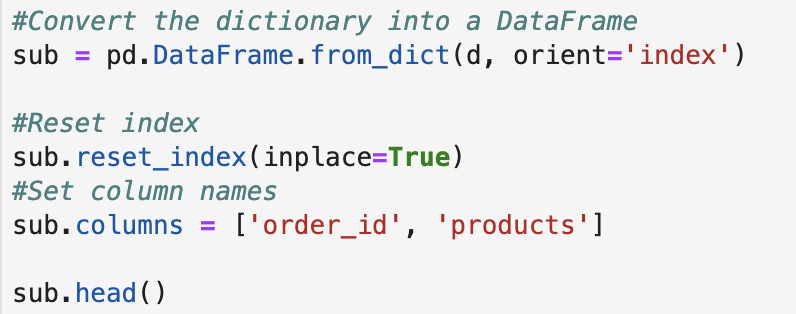 #Convert the dictionary into a DataFrame
sub = pd.DataFrame.from_dict(d, orient='index')
#Reset index
sub.reset_index(inplace=True)
#Set column names
sub.columns = ['order_id', 'products']
sub.head()